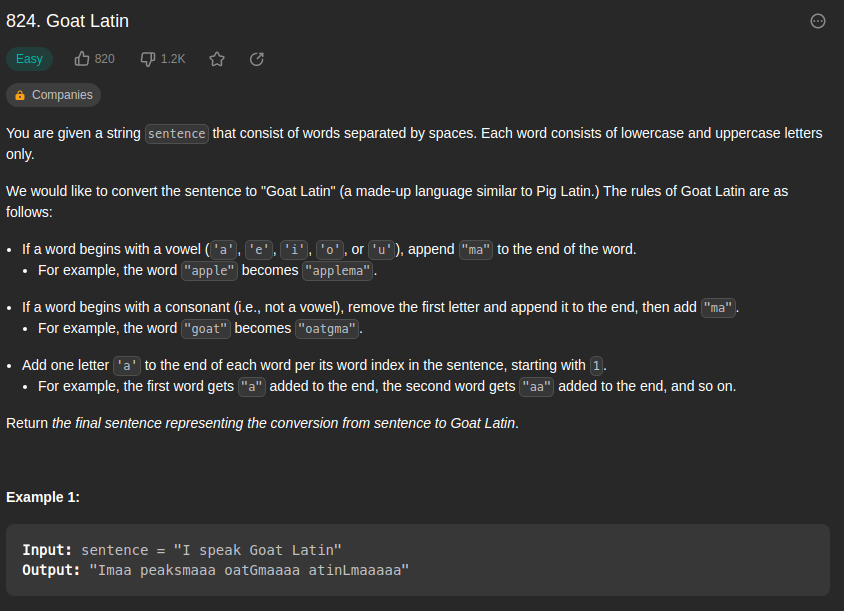 824. Goat Latin
Easy 820 1.2K
Companies
You are given a string sentence that consist of words separated by spaces. Each word consists of lowercase and uppercase letters
only.
We would like to convert the sentence to "Goat Latin" (a made-up language similar to Pig Latin.) The rules of Goat Latin are as
follows:
• If a word begins with a vowel ('a', 'e', 'i', 'o', or 'u'), append "ma" to the end of the word.
• For example, the word "apple" becomes "applema".
• If a word begins with a consonant (i.e., not a vowel), remove the first letter and append it to the end, then add "ma".
• For example, the word "goat" becomes "oatgma".
• Add one letter 'a' to the end of each word per its word index in the sentence, starting with 1.
• For example, the first word gets "a" added to the end, the second word gets "aa" added to the end, and so on.
Return the final sentence representing the conversion from sentence to Goat Latin.
Example 1:
Input: sentence = "I speak Goat Latin"
Output: "Imaa peaksmaaa oatGmaaaa atinLmaaaaa"